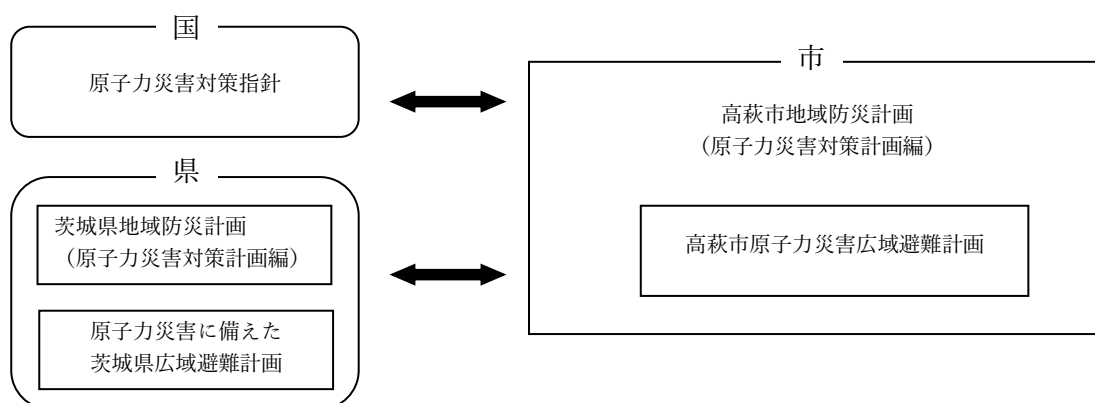 国
原子力災害対策指針
県
茨城県地域防災計画
（原子力災害対策計画編）
原子力災害に備えた
茨城県広域避難計画
市
高萩市地域防災計画
（原子力災害対策計画編）
高萩市原子力災害広域避難計画